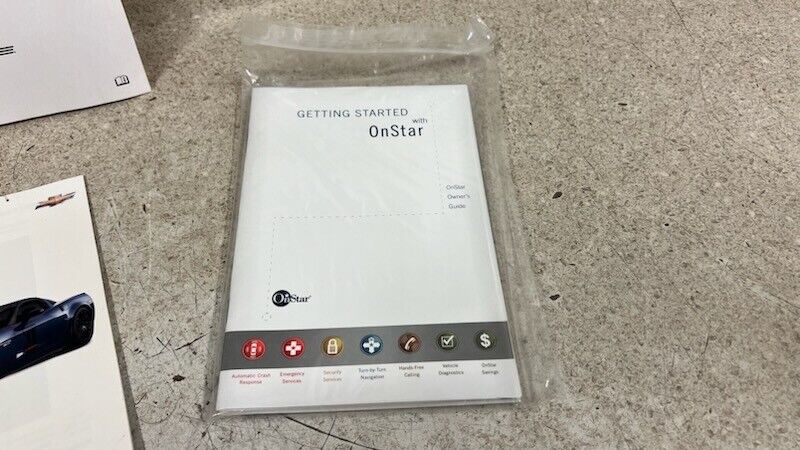 GETTING STARTED
with
OnStar
OnStar
Owner's
Guide
OnStar
Automatic Crash
Response
Emergency
Services
Security
Services
Turn-by-Turn
Navigation
Hands-Free
Calling
Vehicle
Diagnostics
$
OnStar
Savings